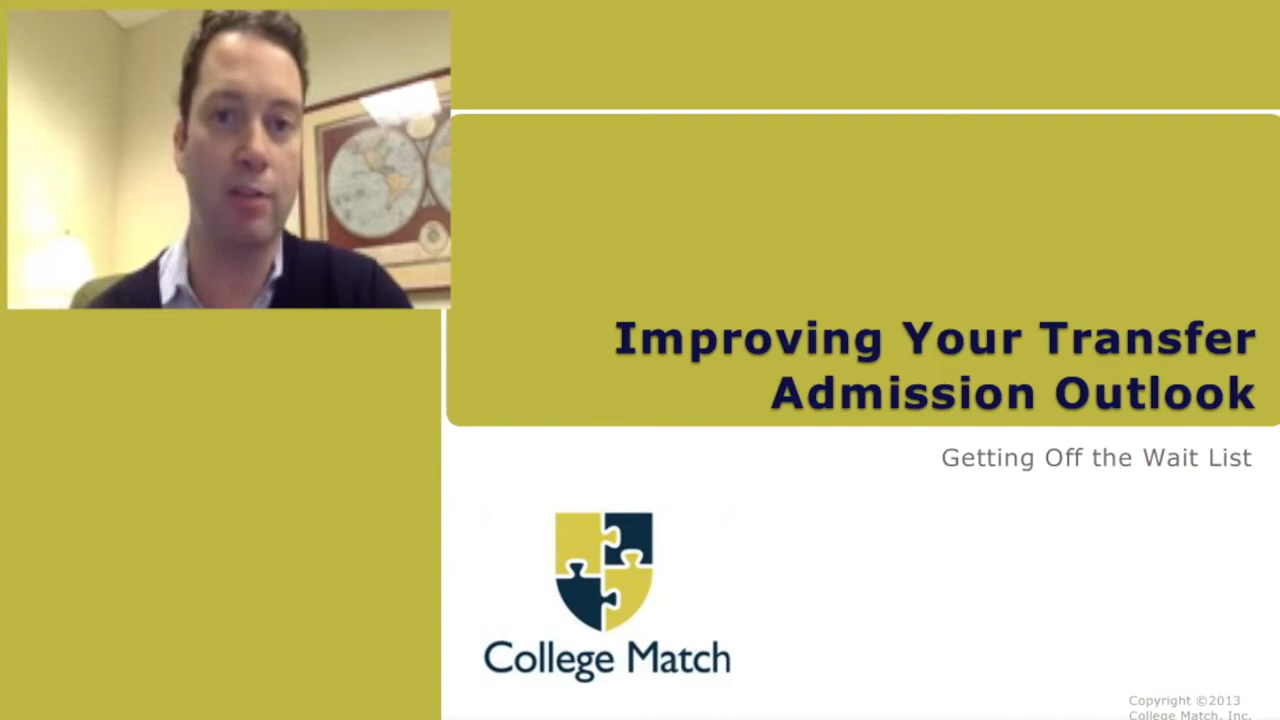 Improving Your Transfer
Admission Outlook
Getting Off the Wait List
College Match
Copyright ©2013
College Match, Inc.